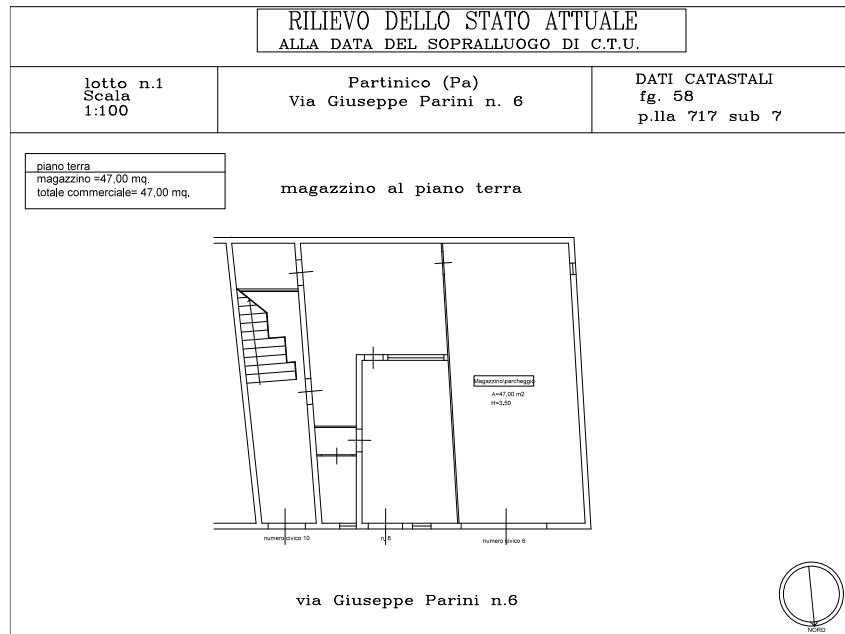 RILIEVO DELLO STATO ATTUALE
ALLA DATA DEL SOPRALLUOGO DI C.T.U.
lotto n.1
Scala
1:100
Partinico (Pa)
Via Giuseppe Parini n. 6
DATI CATASTALI
fg. 58
p.lla 717 sub 7
piano terra
magazzino =47,00 mq.
totale commerciale= 47,00 mq.
magazzino al piano terra
Magazzino\parcheggio
A=47,00 m2
H=3.50
numero civico 10
n. 8
numero civico 6
via Giuseppe Parini n.6
NORD